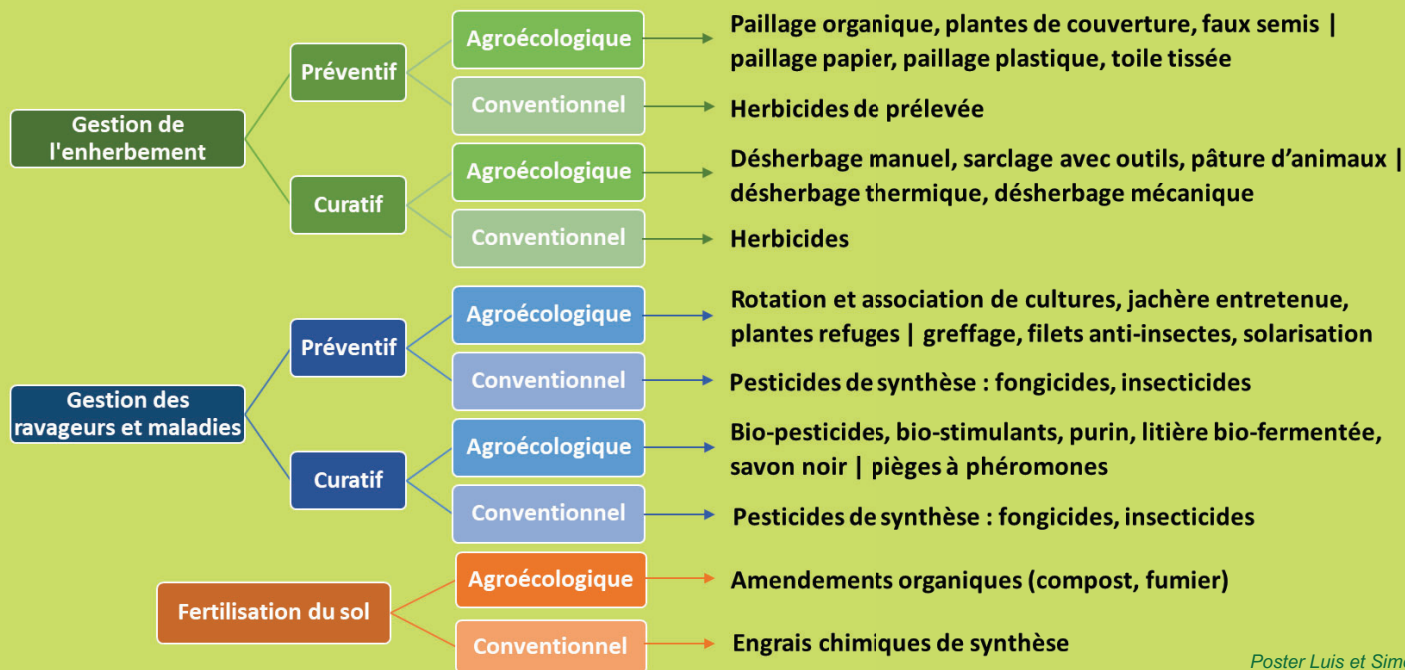 Gestion de
l'enherbement
Préventif
Agroécologique
Paillage organique, plantes de couverture, faux semis |
paillage papier, paillage plastique, toile tissée
Conventionnel
Herbicides de prélevée
Curatif
Agroécologique
Désherbage manuel, sarclage avec outils, pâture d'animaux |
désherbage thermique, désherbage mécanique
Conventionnel
Herbicides
Gestion des
ravageurs et maladies
Préventif
Agroécologique
Rotation et association de cultures, jachère entretenue,
plantes refuges | greffage, filets anti-insectes, solarisation
Conventionnel
Pesticides de synthèse : fongicides, insecticides
Curatif
Agroécologique
Bio-pesticides, bio-stimulants, purin, litière bio-fermentée,
savon noir | pièges à phéromones
Conventionnel
Pesticides de synthèse : fongicides, insecticides
Fertilisation du sol
Agroécologique
Amendements organiques (compost, fumier)
Conventionnel
Engrais chimiques de synthèse
Poster Luis et